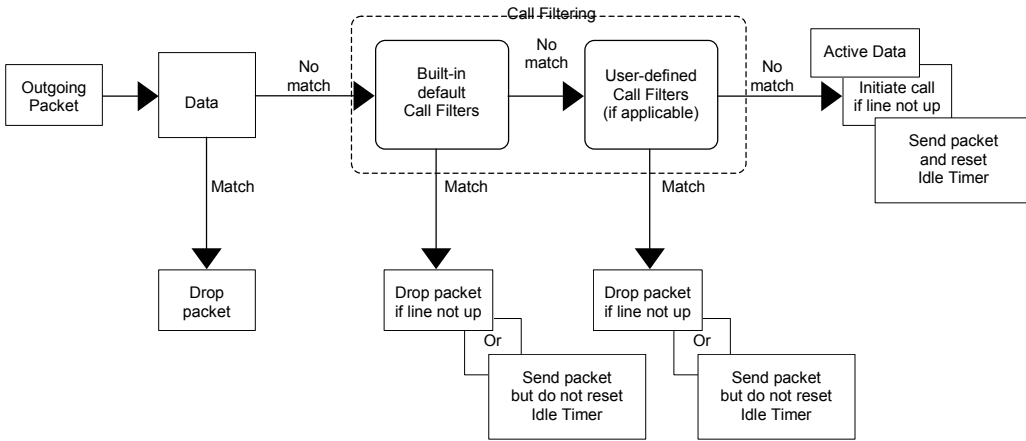 Call Filtering
Outgoing
Packet
Data
No
match
Built-in
default
Call Filters
No
match
User-defined
Call Filters
(if applicable)
No
match
Active Data
Initiate call
if line not up
Send packet
and reset
Idle Timer
Match
Match
Match
Drop
packet
Drop packet
if line not up
Or
Send packet
but do not reset
Idle Timer
Drop packet
if line not up
Or
Send packet
but do not reset
Idle Timer